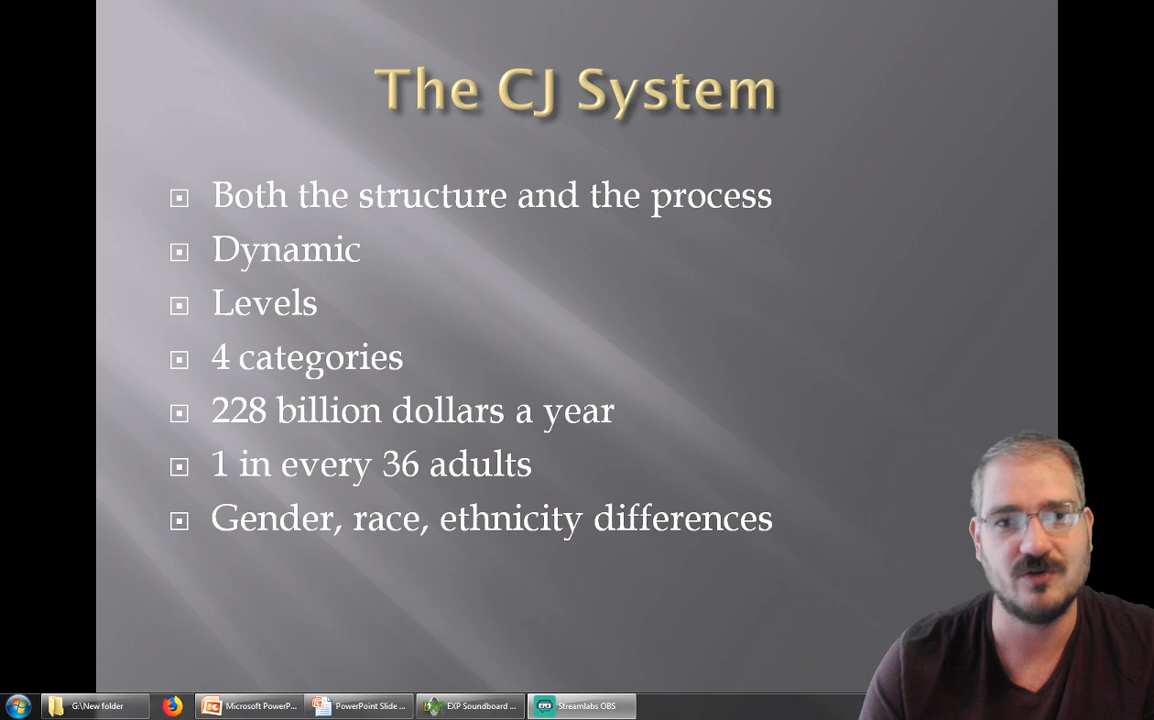 The CJ System
Both the structure and the process
Dynamic
Levels
4 categories
228 billion dollars a year
1 in every 36 adults
Gender, race, ethnicity differences
G:\New folder
Microsoft PowerP...
PowerPoint Slide ...
EXP Soundboard ...
Streamlabs OBS